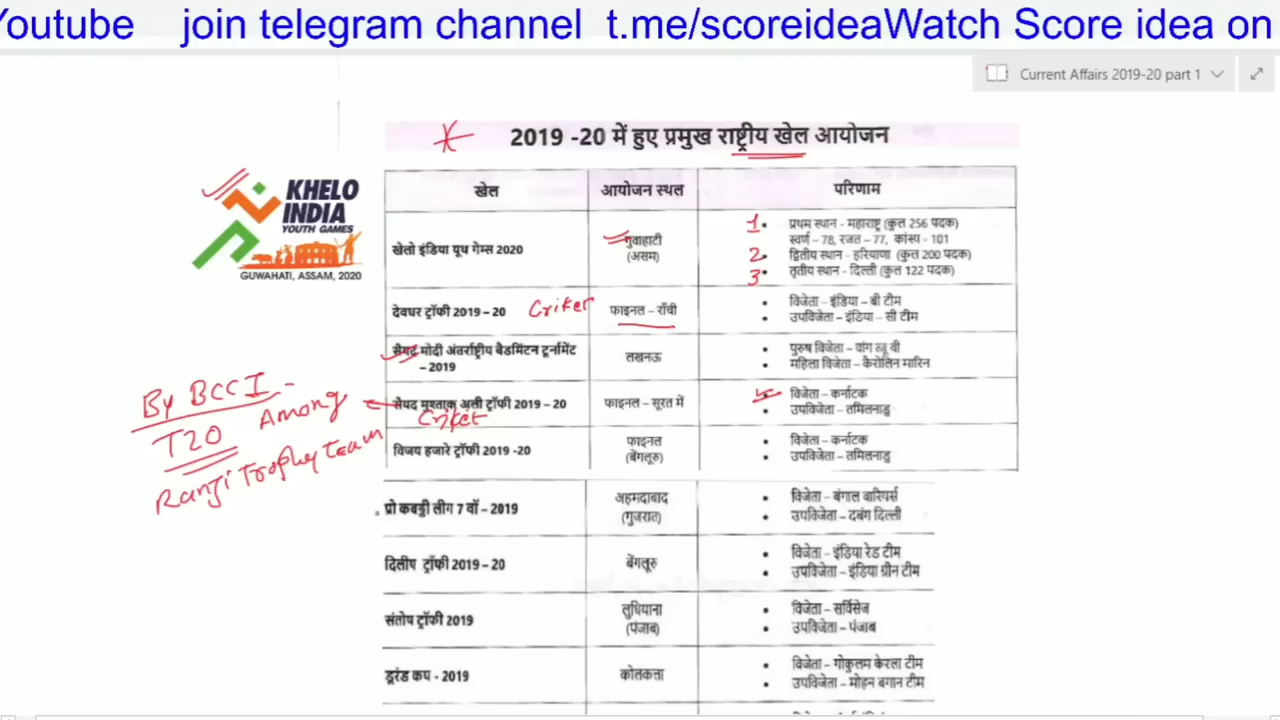 Youtube join telegram channel t.me/scoreideaWatch Score idea on
Current Affairs 2019-20 part 1
2019 -20 में हुए प्रमुख राष्ट्रीय खेल आयोजन
KHELO
INDIA
YOUTH GAMES
GUWAHATI, ASSAM, 2020
खेल आयोजन स्थल परिणाम
खेलो इंडिया यूथ गेम्स 2020
गुवाहाटी
(असम)
1 • प्रथम स्थान - महाराष्ट्र (कुल 256 पदक)
स्वर्ण – 78, रजत – 77, कांस्य - 101
2 • द्वितीय स्थान - हरियाणा (कुल 200 पदक)
3 • तृतीय स्थान - दिल्ली (कुल 122 पदक)
देवधर ट्रॉफी 2019 – 20 Criket
फाइनल – राँची
• विजेता – इंडिया – बी टीम
• उपविजेता – इंडिया – सी टीम
सैयद मोदी अंतर्राष्ट्रीय बैडमिंटन टूर्नामेंट
– 2019
लखनऊ
• पुरुष विजेता – वांग त्जू वी
• महिला विजेता – कैरोलिन मारिन
सैयद मुश्ताक अली ट्रॉफी 2019 – 20
Criket
फाइनल – सूरत में
• विजेता – कर्नाटक
• उपविजेता – तमिलनाडु
By BCCI -
T20 Among
Ranji Trophy team
विजय हजारे ट्रॉफी 2019 -20
फाइनल
(बेंगलूरु)
• विजेता – कर्नाटक
• उपविजेता – तमिलनाडु
प्रो कबड्डी लीग 7 वॉ – 2019
अहमदाबाद
(गुजरात)
• विजेता – बंगाल वारियर्स
• उपविजेता – दबंग दिल्ली
दिलीप ट्रॉफी 2019 – 20
बेंगलूरु
• विजेता – इंडिया रेड टीम
• उपविजेता – इंडिया ग्रीन टीम
संतोष ट्रॉफी 2019
लुधियाना
(पंजाब)
• विजेता – सर्विसेज
• उपविजेता – पंजाब
डूरंड कप - 2019
कोलकत्ता
• विजेता – गोकुलम केरला टीम
• उपविजेता – मोहन बगान टीम